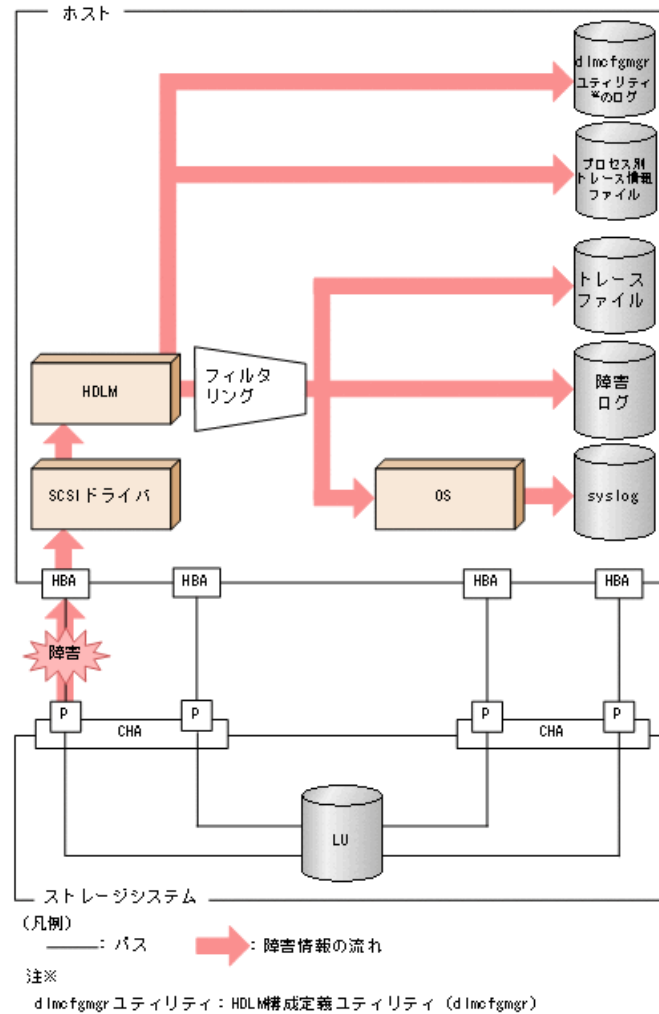 ホスト
dlmcfgmgr
ユティリティ
※のログ
プロセス別
トレース情報
ファイル
トレース
ファイル
HDLM
フィルタ
リング
障害
ログ
SCSIドライバ
OS
syslog
HBA
HBA
HBA
HBA
障害
P
P
P
P
CHA
CHA
LU
ストレージシステム
(凡例)
：パス
：障害情報の流れ
注※
dlmcfgmgrユティリティ：HDLM構成定義ユティリティ（dlmcfgmgr）